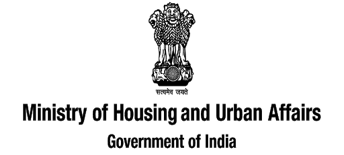 सत्यमेव जयते
Ministry of Housing and Urban Affairs
Government of India